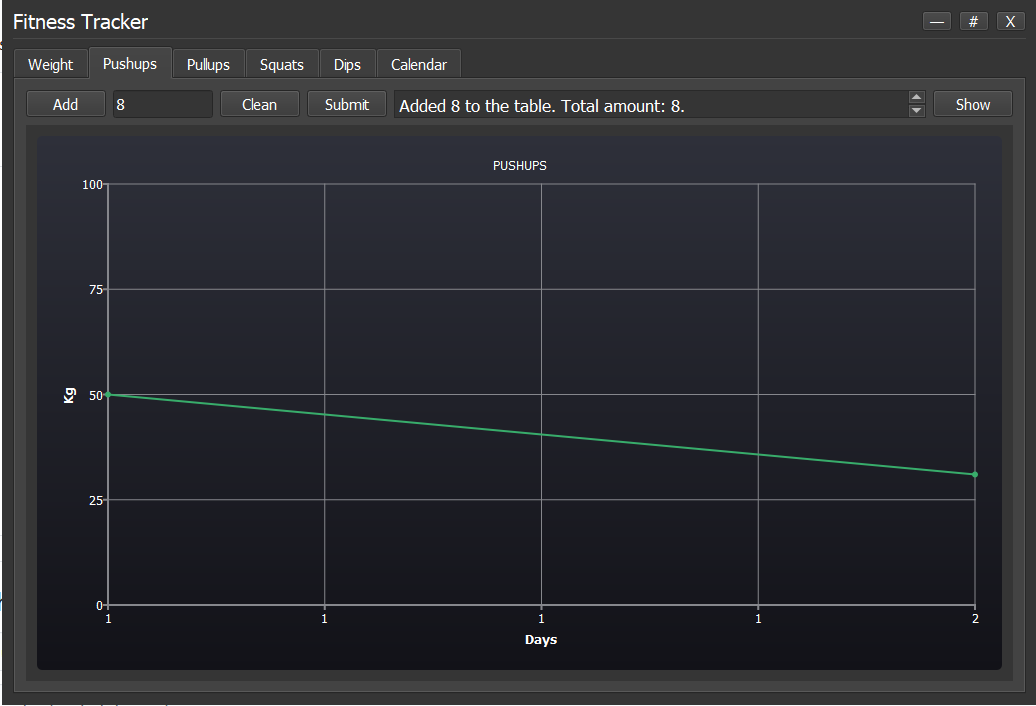 Fitness Tracker — # X
Weight Pushups Pullups Squats Dips Calendar
Add 8 Clean Submit Added 8 to the table. Total amount: 8. Show
PUSHUPS
100
75
Kg
50
25
0
1 1 1 1 2
Days